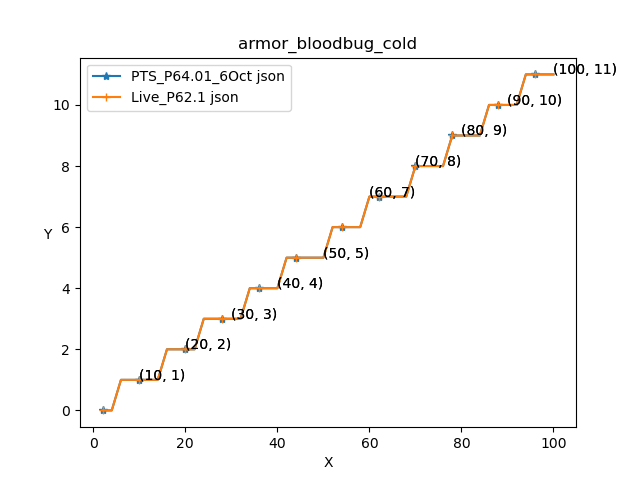 armor_bloodbug_cold
PTS_P64.01_6Oct json
Live_P62.1 json
(100, 11)
(90, 10)
(80, 9)
(70, 8)
(60, 7)
(50, 5)
(40, 4)
(30, 3)
(20, 2)
(10, 1)
10
8
6
4
2
0
Y
0 20 40 60 80 100
X